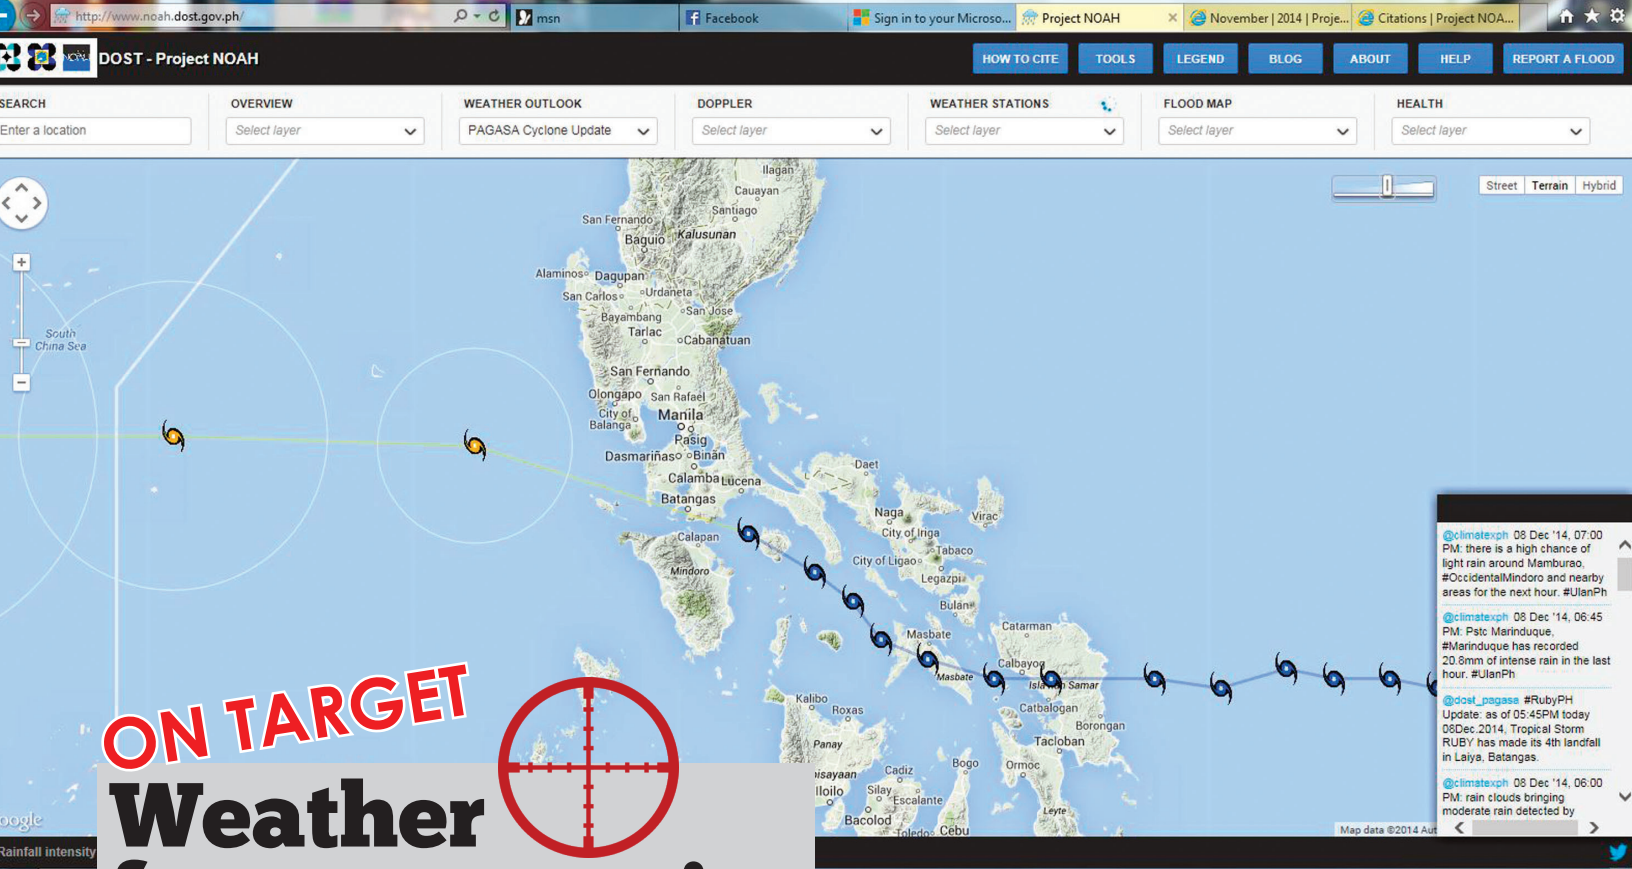 http://www.noah.dost.gov.ph/
msn
Facebook
Sign in to your Microso...
Project NOAH
November | 2014 | Proje...
Citations | Project NOA...
DOST - Project NOAH
HOW TO CITE
TOOLS
LEGEND
BLOG
ABOUT
HELP
REPORT A FLOOD
SEARCH
OVERVIEW
WEATHER OUTLOOK
DOPPLER
WEATHER STATIONS
FLOOD MAP
HEALTH
Enter a location
Select layer
PAGASA Cyclone Update
Select layer
Select layer
Select layer
Select layer
Street
Terrain
Hybrid
Ilagan
Cauayan
Santiago
San Fernando
Kalusunan
Baguio
Alaminos
Dagupan
San Carlos
Urdaneta
San Jose
Bayambang
Tarlac
Cabanatuan
South
China Sea
San Fernando
Olongapo
San Rafael
City of
Balanga
Manila
Pasig
Dasmariñas
Binan
Calamba
Lucena
Batangas
Daet
Naga
Virac
City of Iriga
Calapan
Tabaco
City of Ligao
Legazpi
Mindoro
Bulan
Catarman
Masbate
Calbayog
Masbate
Samar
Catbalogan
Kalibo
Roxas
Borongan
Tacloban
Panay
Bogo
Ormoc
isayaan
Cadiz
Iloilo
Silay
Escalante
Bacolod
Toledo
Cebu
Leyte
@climatexph 08 Dec '14, 07:00
PM: there is a high chance of
light rain around Mamburao,
#OccidentalMindoro and nearby
areas for the next hour. #UlanPh
@climatexph 08 Dec '14, 06:45
PM: Pstc Marinduque,
#Marinduque has recorded
20.8mm of intense rain in the last
hour. #UlanPh
@dost_pagasa #RubyPH
Update: as of 05:45PM today
08Dec.2014, Tropical Storm
RUBY has made its 4th landfall
in Laiya, Batangas.
@climatexph 08 Dec '14, 06:00
PM: rain clouds bringing
moderate rain detected by
Map data ©2014 Aut
oogle
Rainfall intensity
ON TARGET
Weather